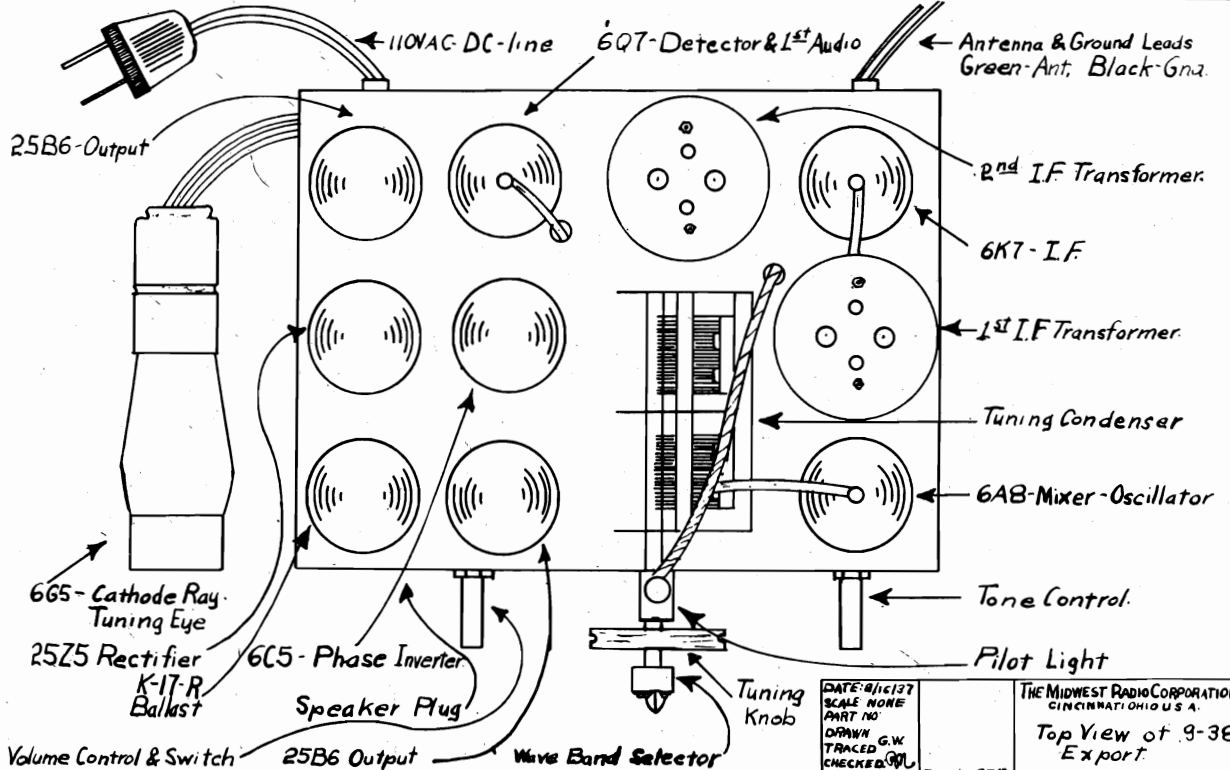 110VAC-DC-line
6Q7-Detector & 1st Audio
Antenna & Ground Leads
Green-Ant, Black-Gnd.
25B6-Output
2nd I.F. Transformer.
6K7-I.F.
1st I.F Transformer.
Tuning Condenser
6A8-Mixer-Oscillator
6G5-Cathode Ray.
Tuning Eye
Tone Control.
25Z5 Rectifier
6C5-Phase Inverter
Pilot Light
K-17-R
Ballast
Speaker Plug
Tuning
Knob
Volume Control & Switch
25B6 Output
Wave Band Selector
DATE: 8/16/37
SCALE NONE
PART NO.
DRAWN G.W.
TRACED
CHECKED
THE MIDWEST RADIO CORPORATION
CINCINNATI OHIO U.S.A.
Top View of 9-38
Export.